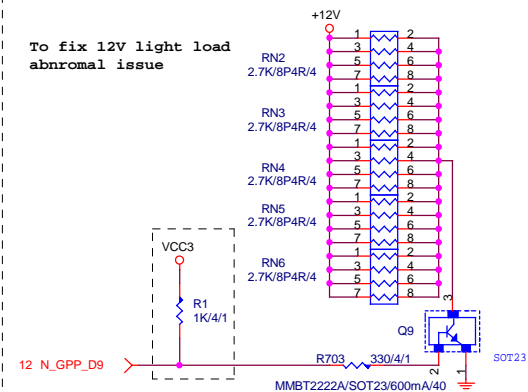 +12V
To fix 12V light load
abnromal issue
1 2
3 4
RN2
5 6
2.7K/8P4R/4
7 8
1 2
3 4
RN3
5 6
2.7K/8P4R/4
7 8
1 2
3 4
RN4
5 6
2.7K/8P4R/4
7 8
1 2
RN5
3 4
2.7K/8P4R/4
5 6
7 8
1 2
RN6
3 4
2.7K/8P4R/4
5 6
7 8
VCC3
R1
1K/4/1
3
Q9
SOT23
12 N_GPP_D9
R703 330/4/1
2 1
MMBT2222A/SOT23/600mA/40